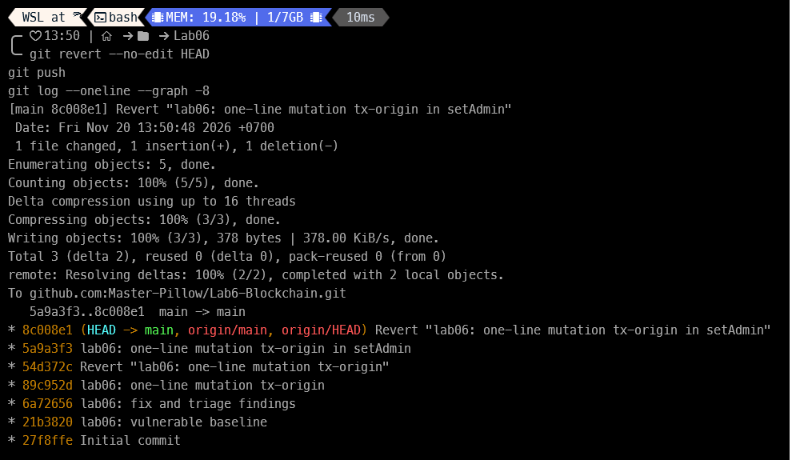 WSL at bash MEM: 19.18% | 1/7GB 10ms
13:50 | → → Lab06
git revert --no-edit HEAD
git push
git log --oneline --graph -8
[main 8c008e1] Revert "lab06: one-line mutation tx-origin in setAdmin"
 Date: Fri Nov 20 13:50:48 2026 +0700
 1 file changed, 1 insertion(+), 1 deletion(-)
Enumerating objects: 5, done.
Counting objects: 100% (5/5), done.
Delta compression using up to 16 threads
Compressing objects: 100% (3/3), done.
Writing objects: 100% (3/3), 378 bytes | 378.00 KiB/s, done.
Total 3 (delta 2), reused 0 (delta 0), pack-reused 0 (from 0)
remote: Resolving deltas: 100% (2/2), completed with 2 local objects.
To github.com:Master-Pillow/Lab6-Blockchain.git
   5a9a3f3..8c008e1  main -> main
* 8c008e1 (HEAD -> main, origin/main, origin/HEAD) Revert "lab06: one-line mutation tx-origin in setAdmin"
* 5a9a3f3 lab06: one-line mutation tx-origin in setAdmin
* 54d372c Revert "lab06: one-line mutation tx-origin"
* 89c952d lab06: one-line mutation tx-origin
* 6a72656 lab06: fix and triage findings
* 21b3820 lab06: vulnerable baseline
* 27f8ffe Initial commit